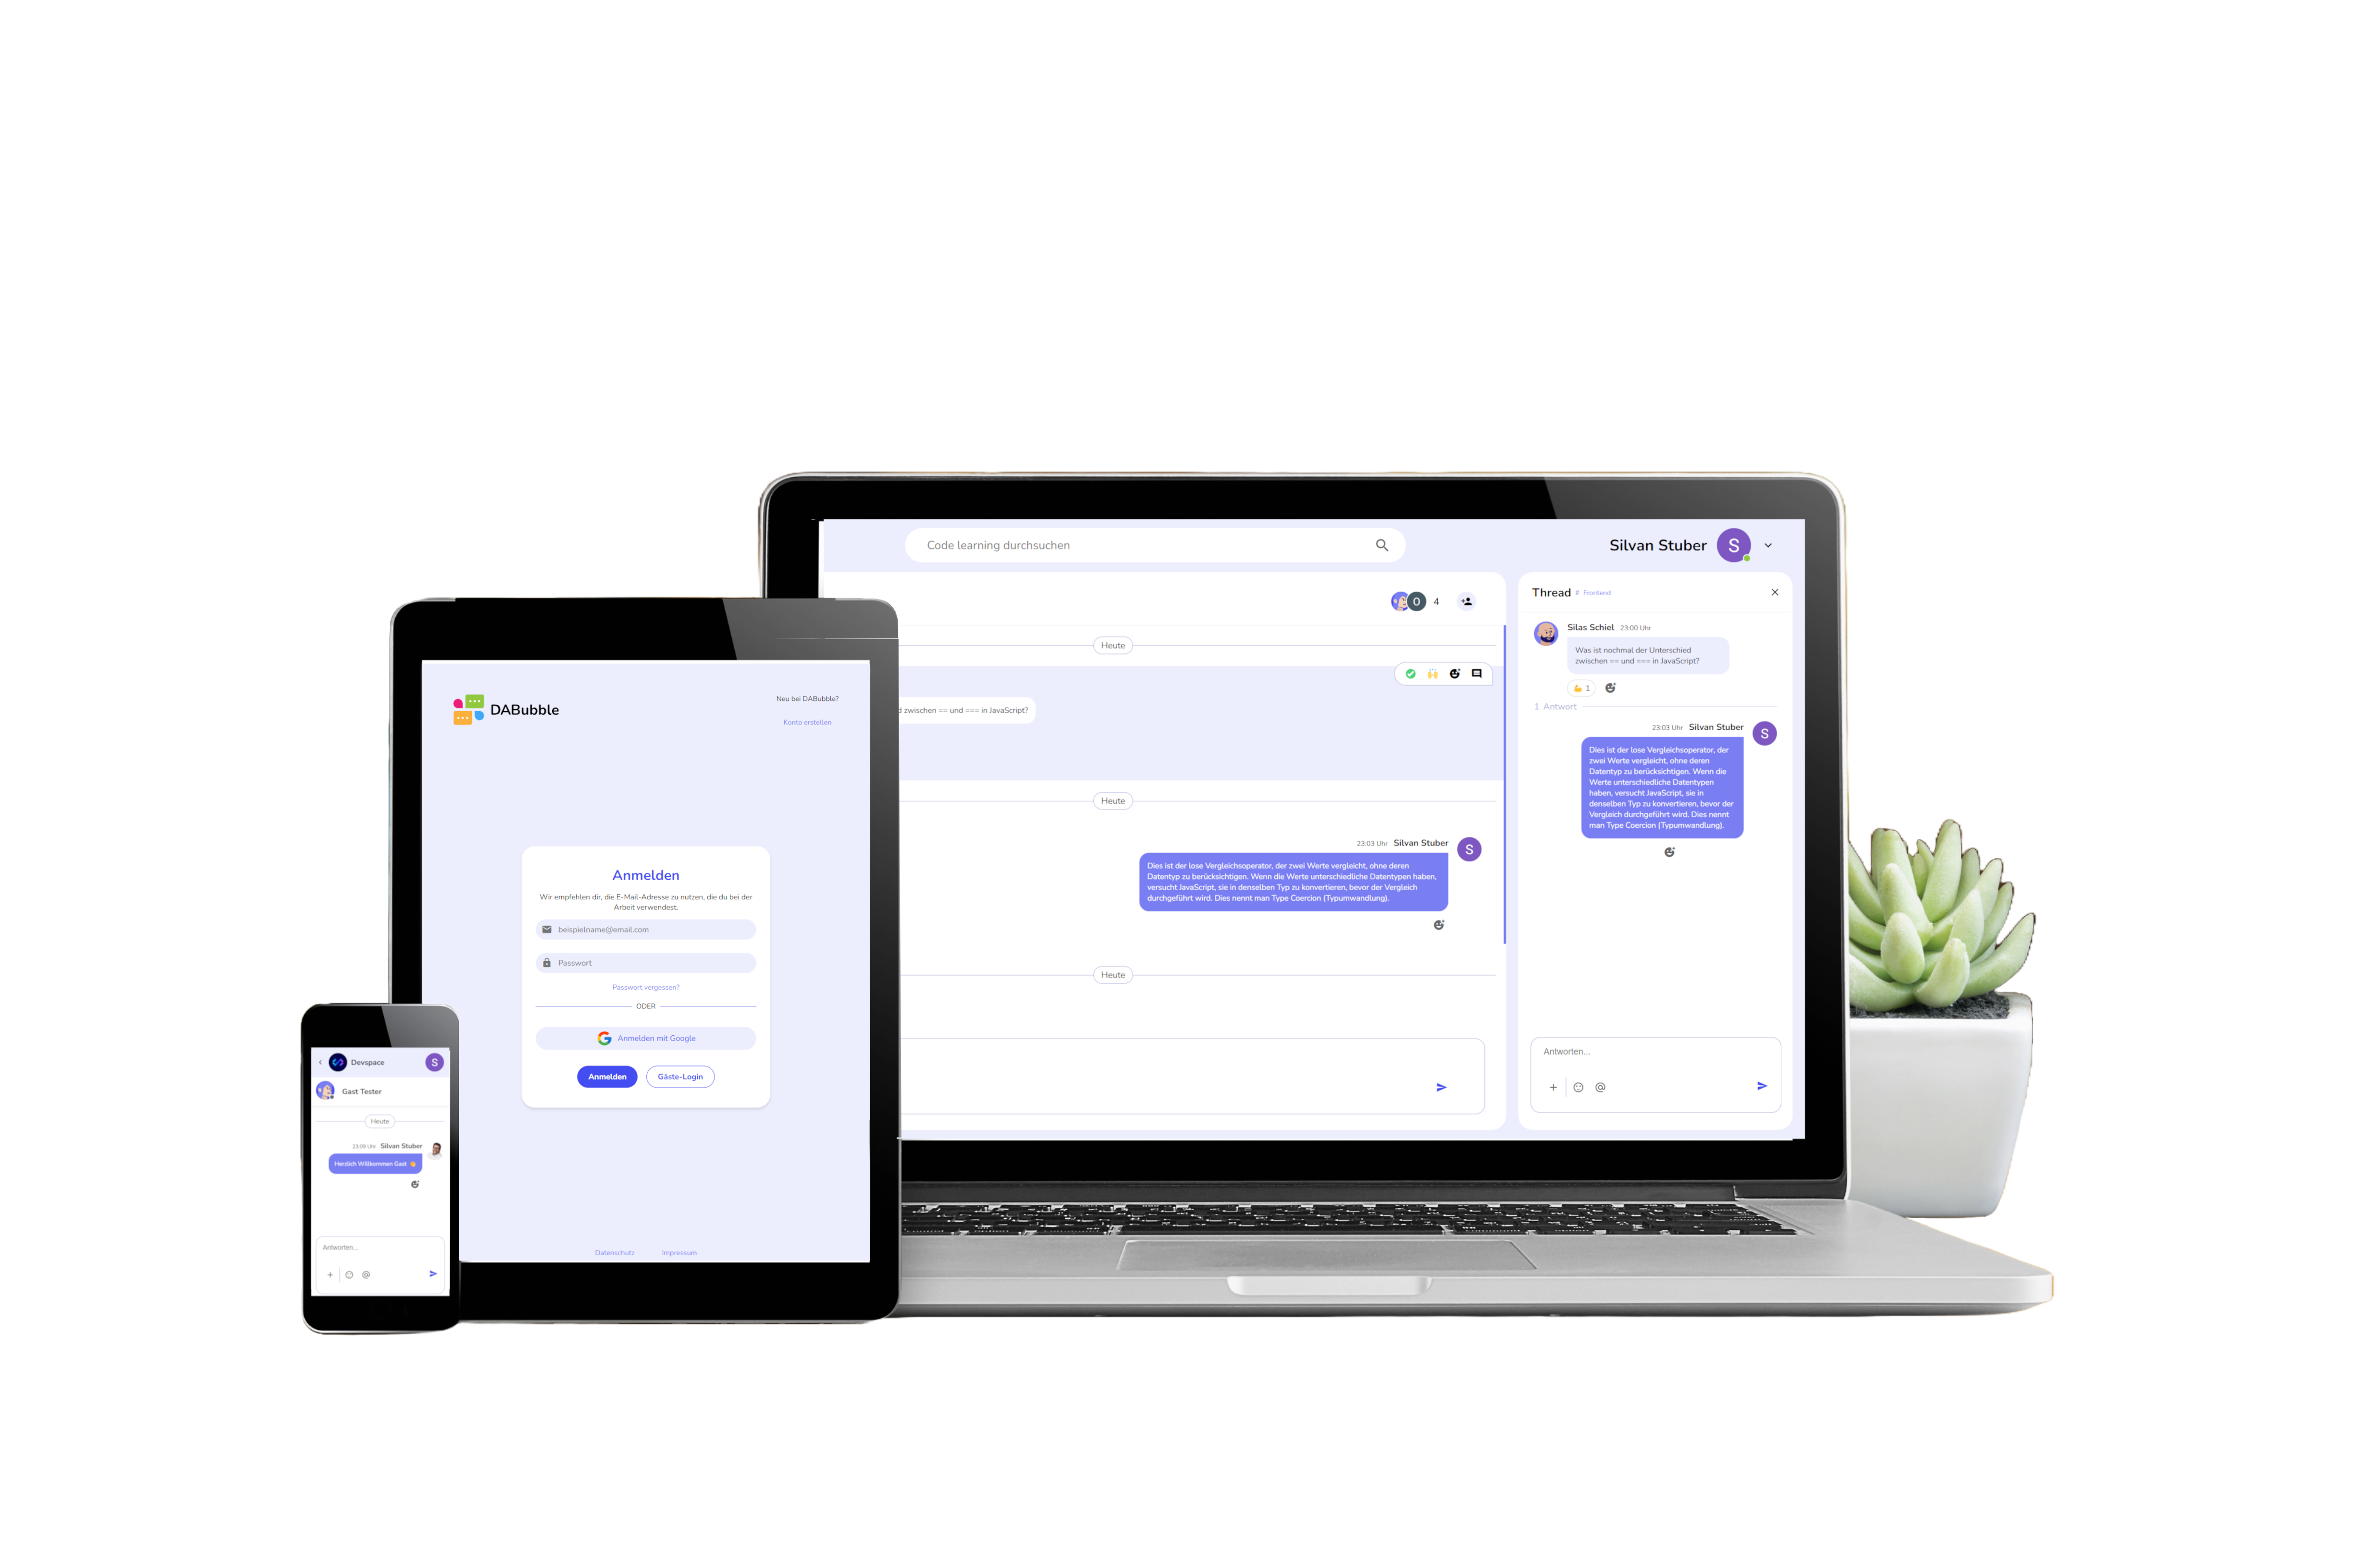 Code learning durchsuchen
Silvan Stuber
S
O
4
Thread # Frontend
Heute
Silas Schiel 23:00 Uhr
Was ist nochmal der Unterschied
zwischen == und === in JavaScript?
1
zwischen == und === in JavaScript?
1 Antwort
23:03 Uhr Silvan Stuber
S
Dies ist der lose Vergleichsoperator, der
zwei Werte vergleicht, ohne deren
Datentyp zu berücksichtigen. Wenn die
Werte unterschiedliche Datentypen
haben, versucht JavaScript, sie in
denselben Typ zu konvertieren, bevor der
Vergleich durchgeführt wird. Dies nennt
man Type Coercion (Typumwandlung).
Heute
23:03 Uhr Silvan Stuber
S
Dies ist der lose Vergleichsoperator, der zwei Werte vergleicht, ohne deren
Datentyp zu berücksichtigen. Wenn die Werte unterschiedliche Datentypen haben,
versucht JavaScript, sie in denselben Typ zu konvertieren, bevor der Vergleich
durchgeführt wird. Dies nennt man Type Coercion (Typumwandlung).
Heute
Antworten...
DABubble
Neu bei DABubble?
Konto erstellen
Anmelden
Wir empfehlen dir, die E-Mail-Adresse zu nutzen, die du bei der
Arbeit verwendest.
beispielname@email.com
Passwort
Passwort vergessen?
ODER
Anmelden mit Google
Anmelden
Gäste-Login
Datenschutz
Impressum
Devspace
S
Gast Tester
Heute
23:09 Uhr Silvan Stuber
Herzlich Willkommen Gast 👋
Antworten...